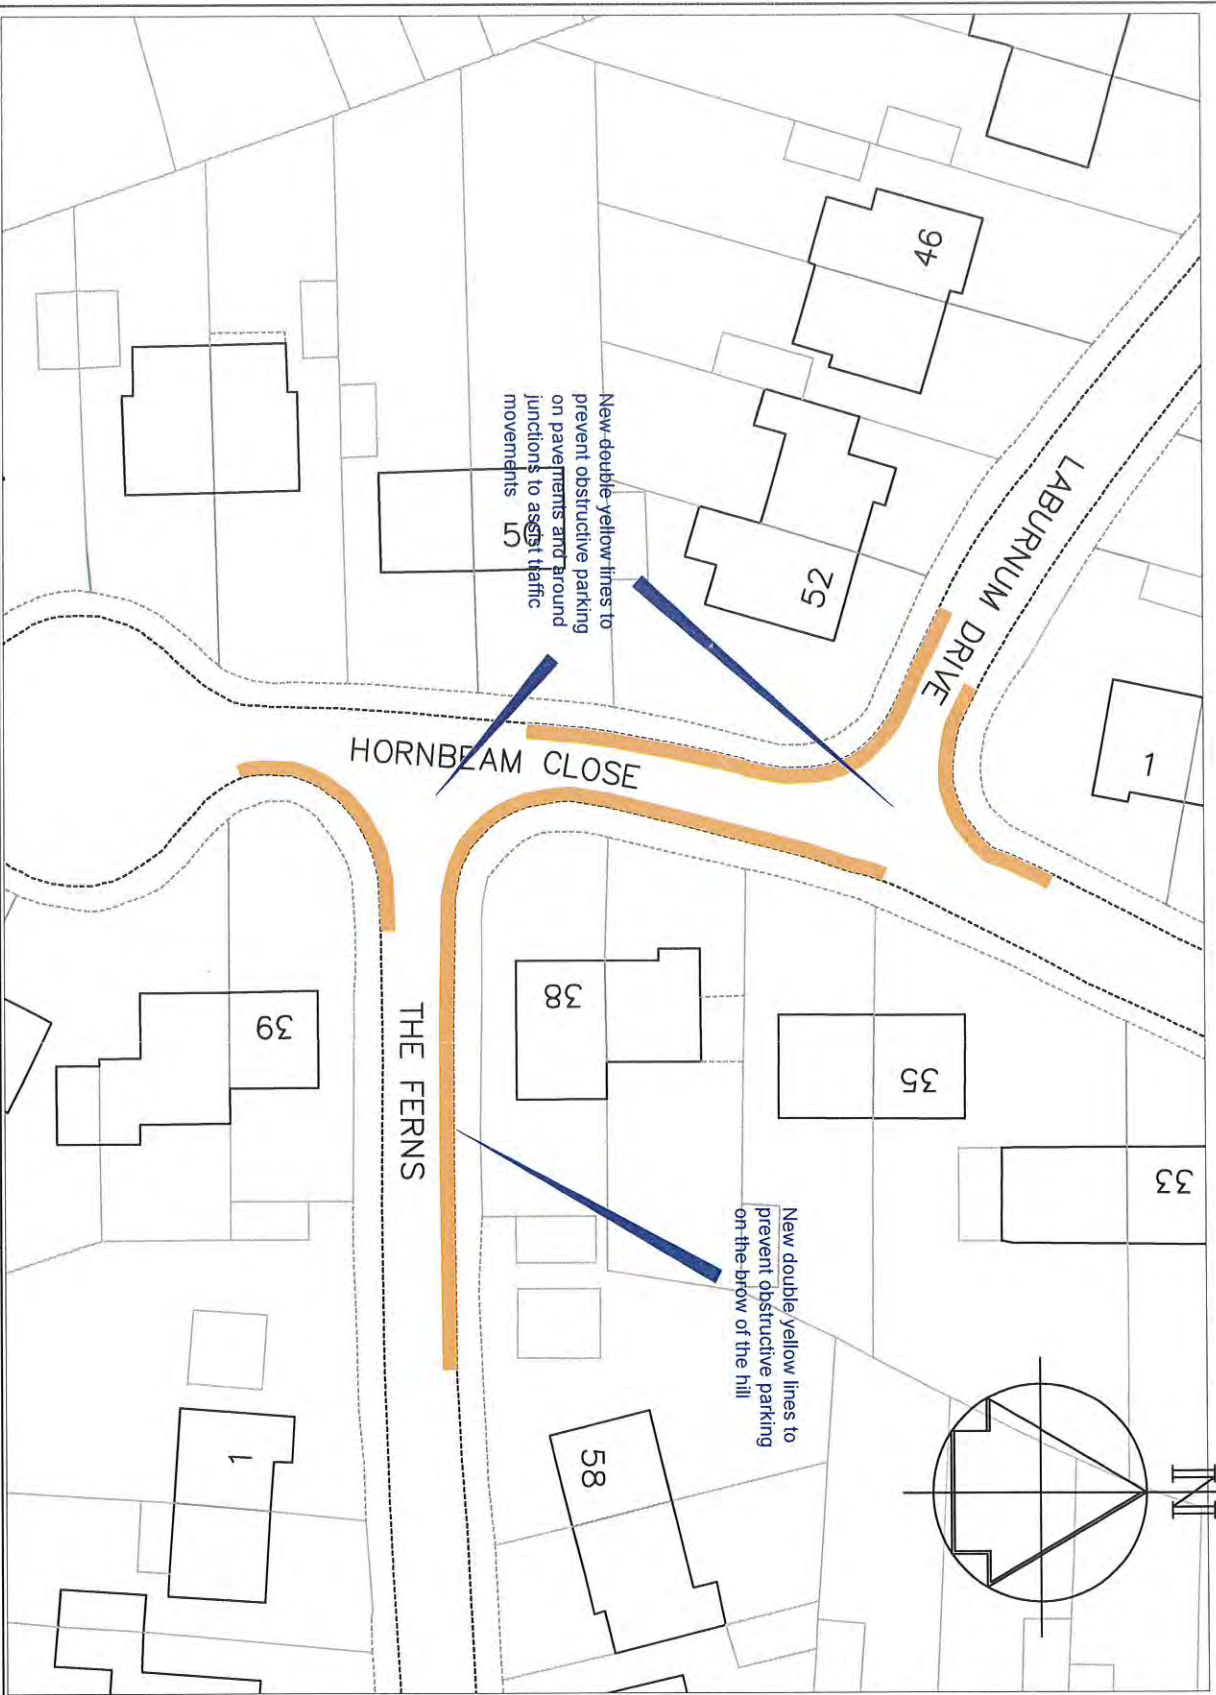 New double yellow lines to
prevent obstructive parking
on pavements and around
junctions to assist traffic
movements
New double yellow lines to
prevent obstructive parking
on the brow of the hill
LABURNUM DRIVE
HORNBEAM CLOSE
THE FERNS
46
52
50
1
38
35
33
39
1
58
N